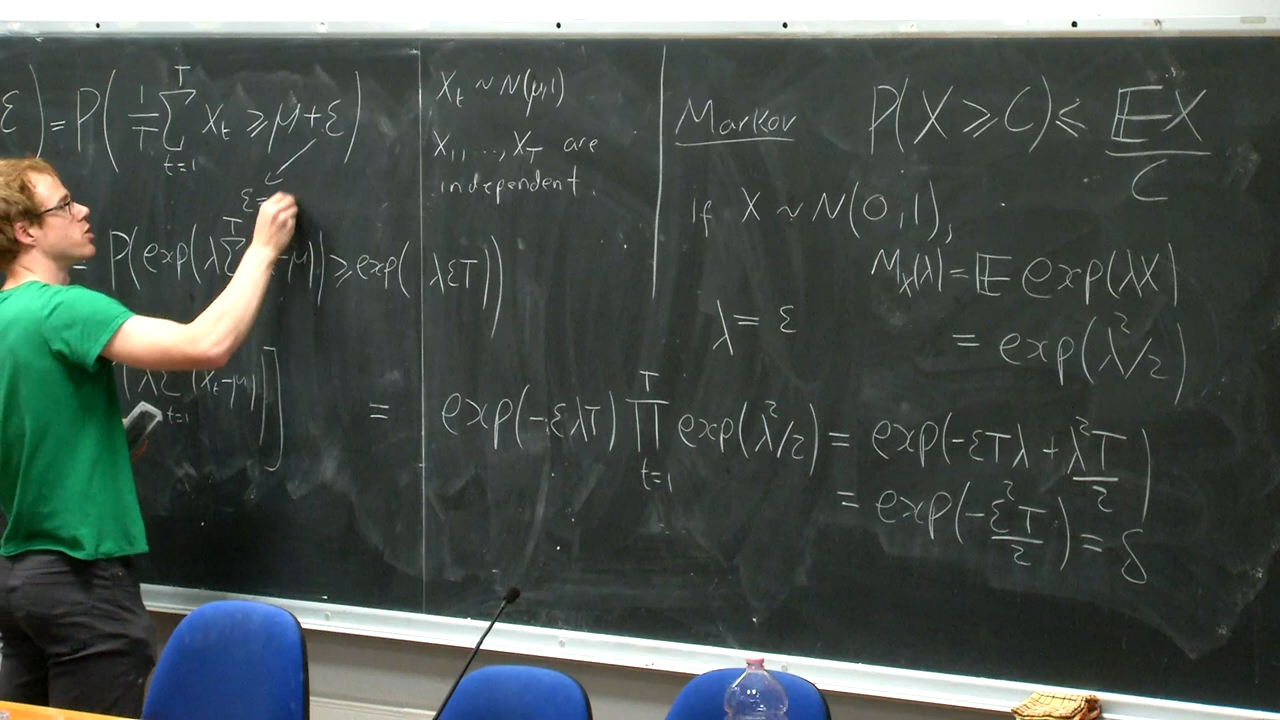 ε) = P( 1/T ∑_{t=1}^{T} X_t ⩾ μ+ε )
ε=
= P(exp(λ∑^{T} -μ)) ⩾ exp( λεT))
(λ∑_{t=1} (X_t-μ))]
X_t ~ N(μ,1)
X_1,..., X_T are
independent.
= exp(-ελT) ∏_{t=1}^{T} exp(λ²/2) = exp(-εTλ + λ²T/2)
= exp(-ε²T/2) = δ
Markov P(X ⩾ C) ⩽ 𝔼X/C
If X ~ N(0,1),
M_X(λ) = 𝔼 exp(λX)
= exp(λ²/2)
λ = ε